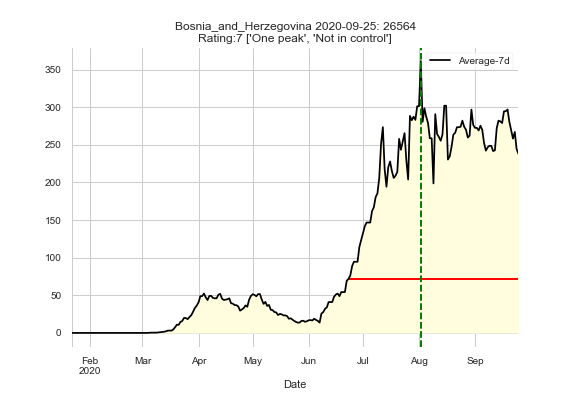 Bosnia_and_Herzegovina 2020-09-25: 26564
Rating:7 ['One peak', 'Not in control']
Average-7d
350
300
250
200
150
100
50
0
Feb Mar Apr May Jun Jul Aug Sep
2020
Date